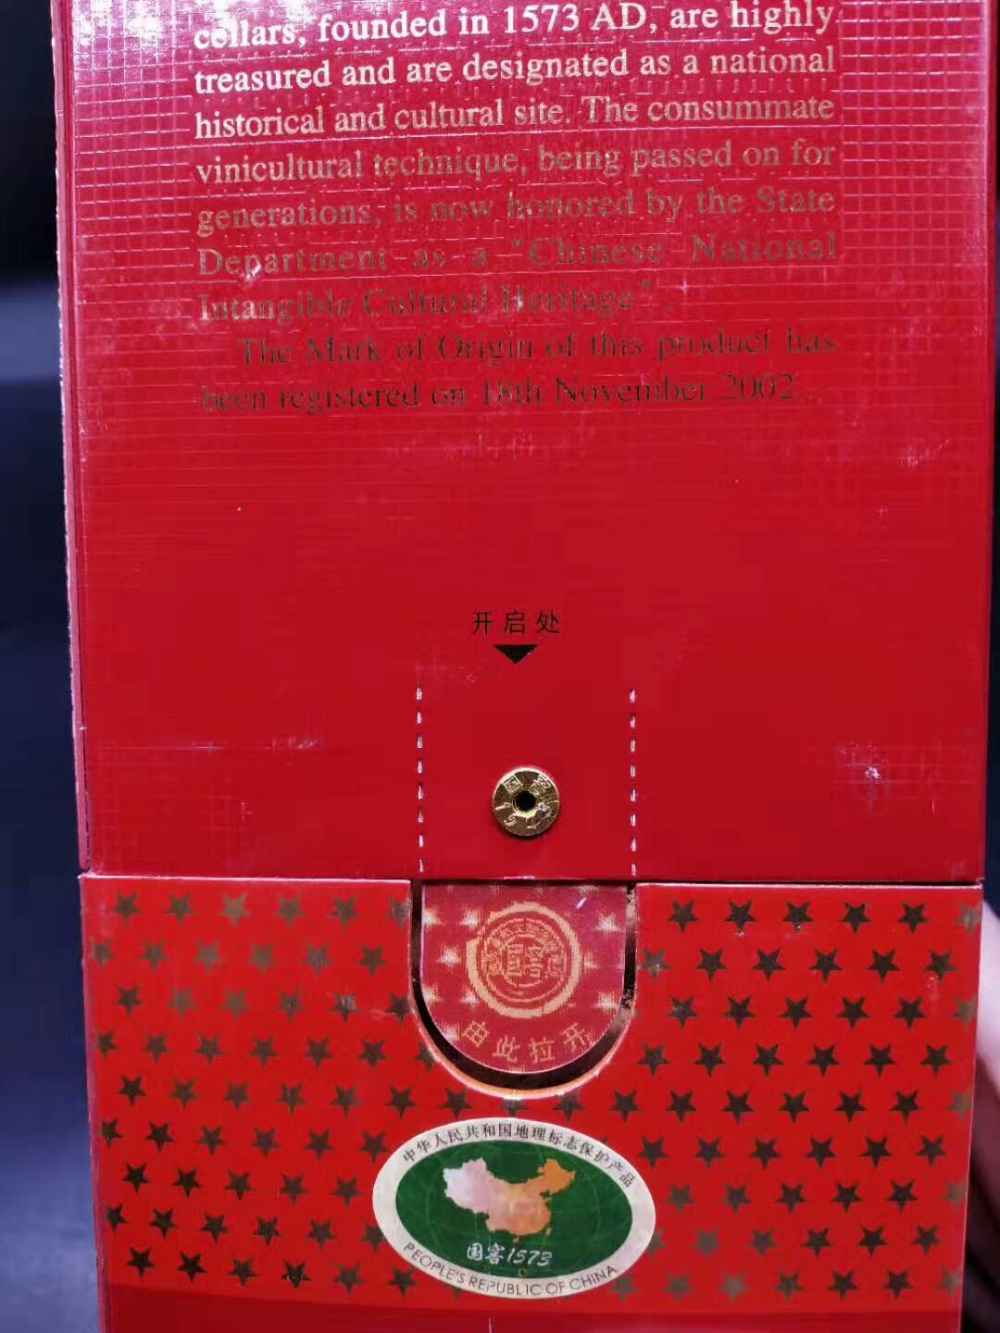 cellars, founded in 1573 AD, are highly
treasured and are designated as a national
historical and cultural site. The consummate
vinicultural technique, being passed on for
generations, is now honored by the State
Department as a "Chinese National
Intangible Cultural Heritage".
The Mark of Origin of this product has
been registered on 18th November 2002.
开启处
国窖
由此拉开
中华人民共和国地理标志保护产品
国窖1573
PEOPLE'S REPUBLIC OF CHINA